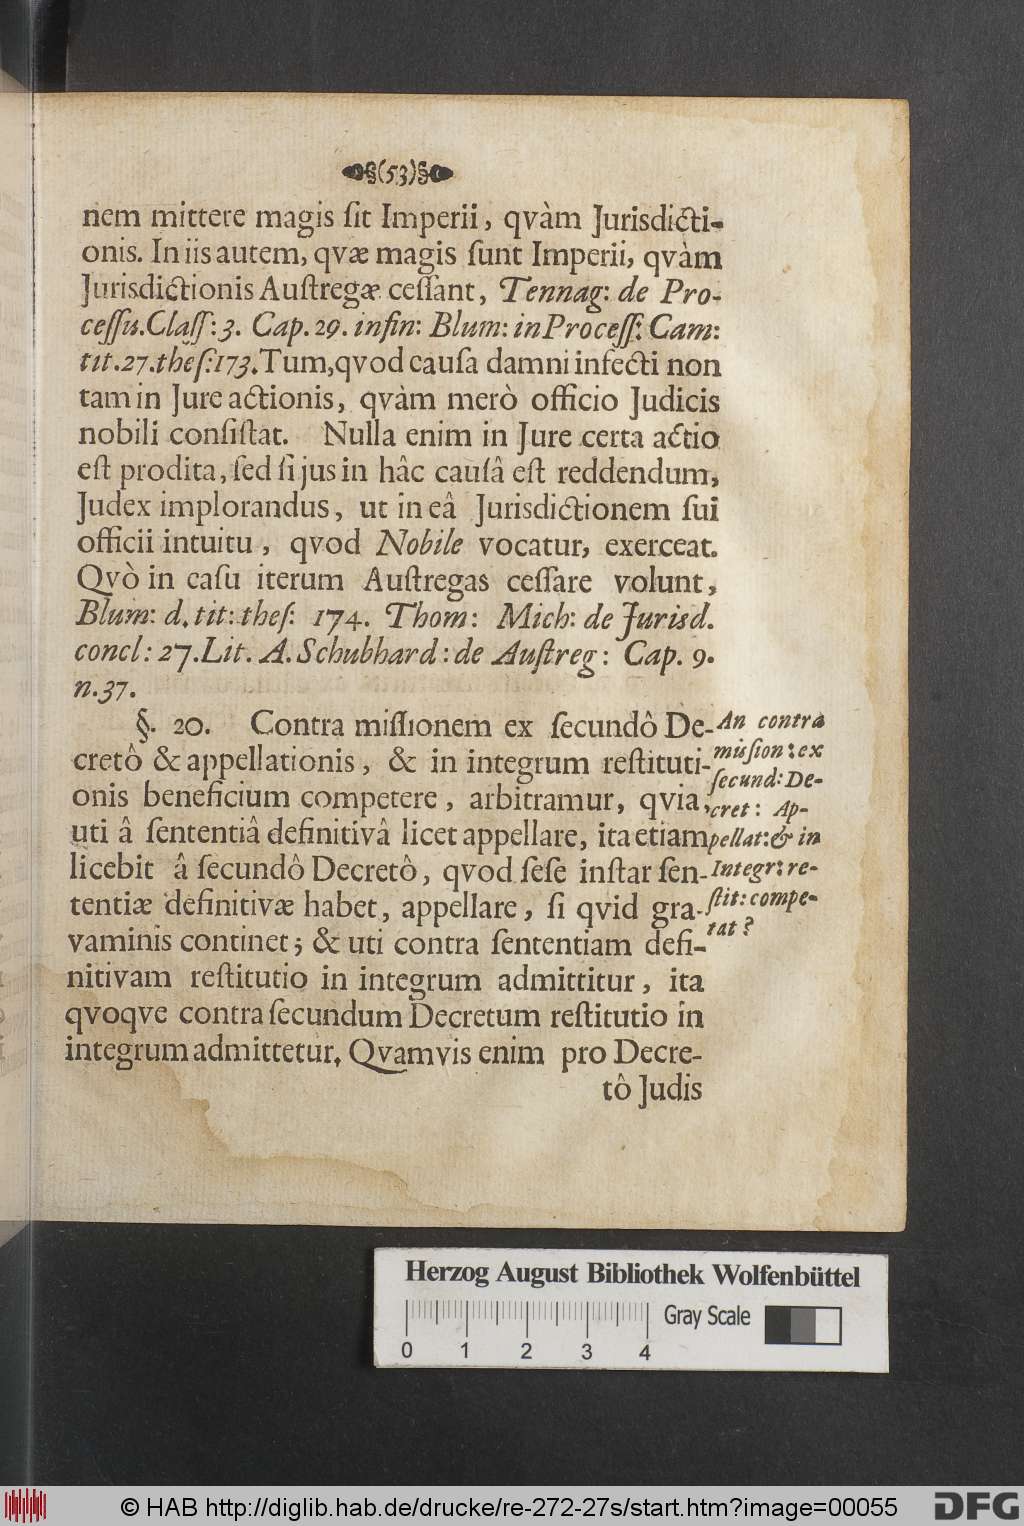 §(53)§
nem mittere magis ſit Imperii, qvàm Jurisdicti-
onis. In iis autem, qvæ magis ſunt Imperii, qvàm
Jurisdictionis Auſtregæ ceſſant, Tennag: de Pro-
ceſſu. Claſſ: 3. Cap. 29. infin: Blum: in Proceſſ: Cam:
tit. 27. theſ: 173. Tum, qvod cauſa damni infecti non
tam in Jure actionis, qvàm merò officio Judicis
nobili conſiſtat. Nulla enim in Jure certa actio
eſt prodita, ſed ſi jus in hâc cauſâ eſt reddendum,
Judex implorandus, ut in eâ Jurisdictionem ſui
officii intuitu, qvod Nobile vocatur, exerceat.
Qvò in caſu iterum Auſtregas ceſſare volunt,
Blum: d. tit: theſ: 174. Thom: Mich: de Jurisd.
concl: 27. Lit. A. Schubhard: de Auſtreg: Cap. 9.
n. 37.
§. 20. Contra miſſionem ex ſecundô De-
cretô & appellationis, & in integrum reſtituti-
onis beneficium competere, arbitramur, qvia,
uti â ſententiâ definitivâ licet appellare, ita etiam
licebit â ſecundô Decretô, qvod ſeſe inſtar ſen-
tentiæ definitivæ habet, appellare, ſi qvid gra-
vaminis continet; & uti contra ſententiam defi-
nitivam reſtitutio in integrum admittitur, ita
qvoqve contra ſecundum Decretum reſtitutio in
integrum admittetur. Qvamvis enim pro Decre-
tô Judis
An contra
miſsion: ex
ſecund: De-
cret: Ap-
pellat: & in
Integr: re-
ſtit: compe-
tat?
Herzog August Bibliothek Wolfenbüttel
Gray Scale
0 1 2 3 4
© HAB http://diglib.hab.de/drucke/re-272-27s/start.htm?image=00055
DFG